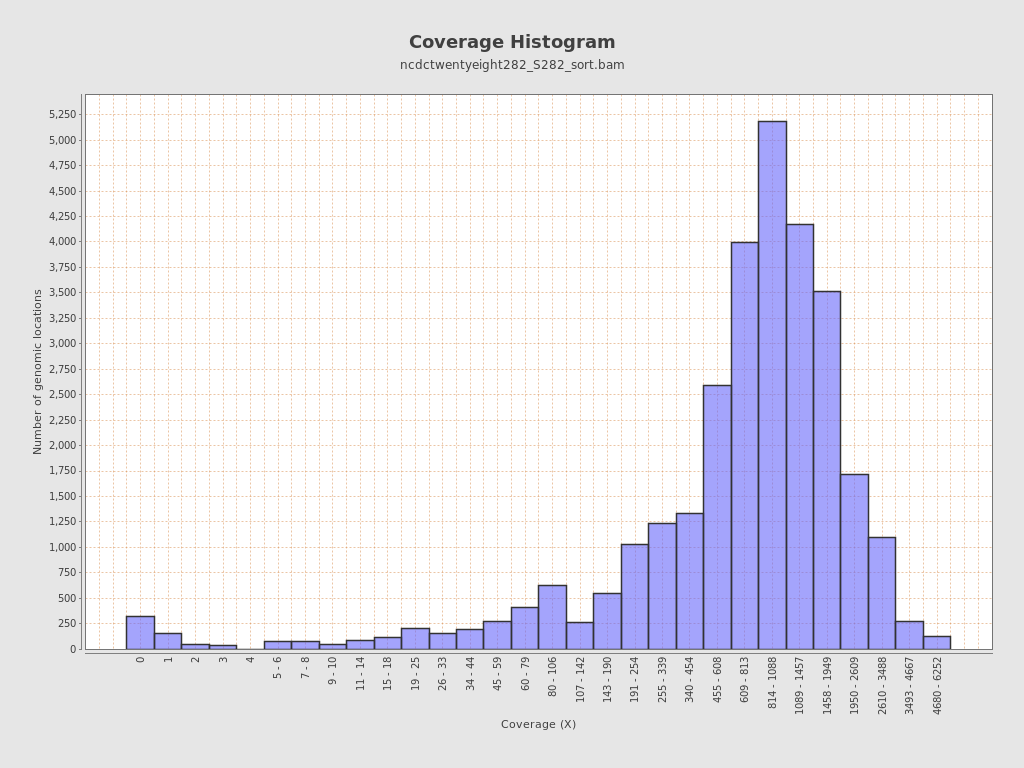 Coverage Histogram
ncdctwentyeight282_S282_sort.bam
Number of genomic locations
5,250
5,000
4,750
4,500
4,250
4,000
3,750
3,500
3,250
3,000
2,750
2,500
2,250
2,000
1,750
1,500
1,250
1,000
750
500
250
0
0
1
2
3
4
5 - 6
7 - 8
9 - 10
11 - 14
15 - 18
19 - 25
26 - 33
34 - 44
45 - 59
60 - 79
80 - 106
107 - 142
143 - 190
191 - 254
255 - 339
340 - 454
455 - 608
609 - 813
814 - 1088
1089 - 1457
1458 - 1949
1950 - 2609
2610 - 3488
3493 - 4667
4680 - 6252
Coverage (X)